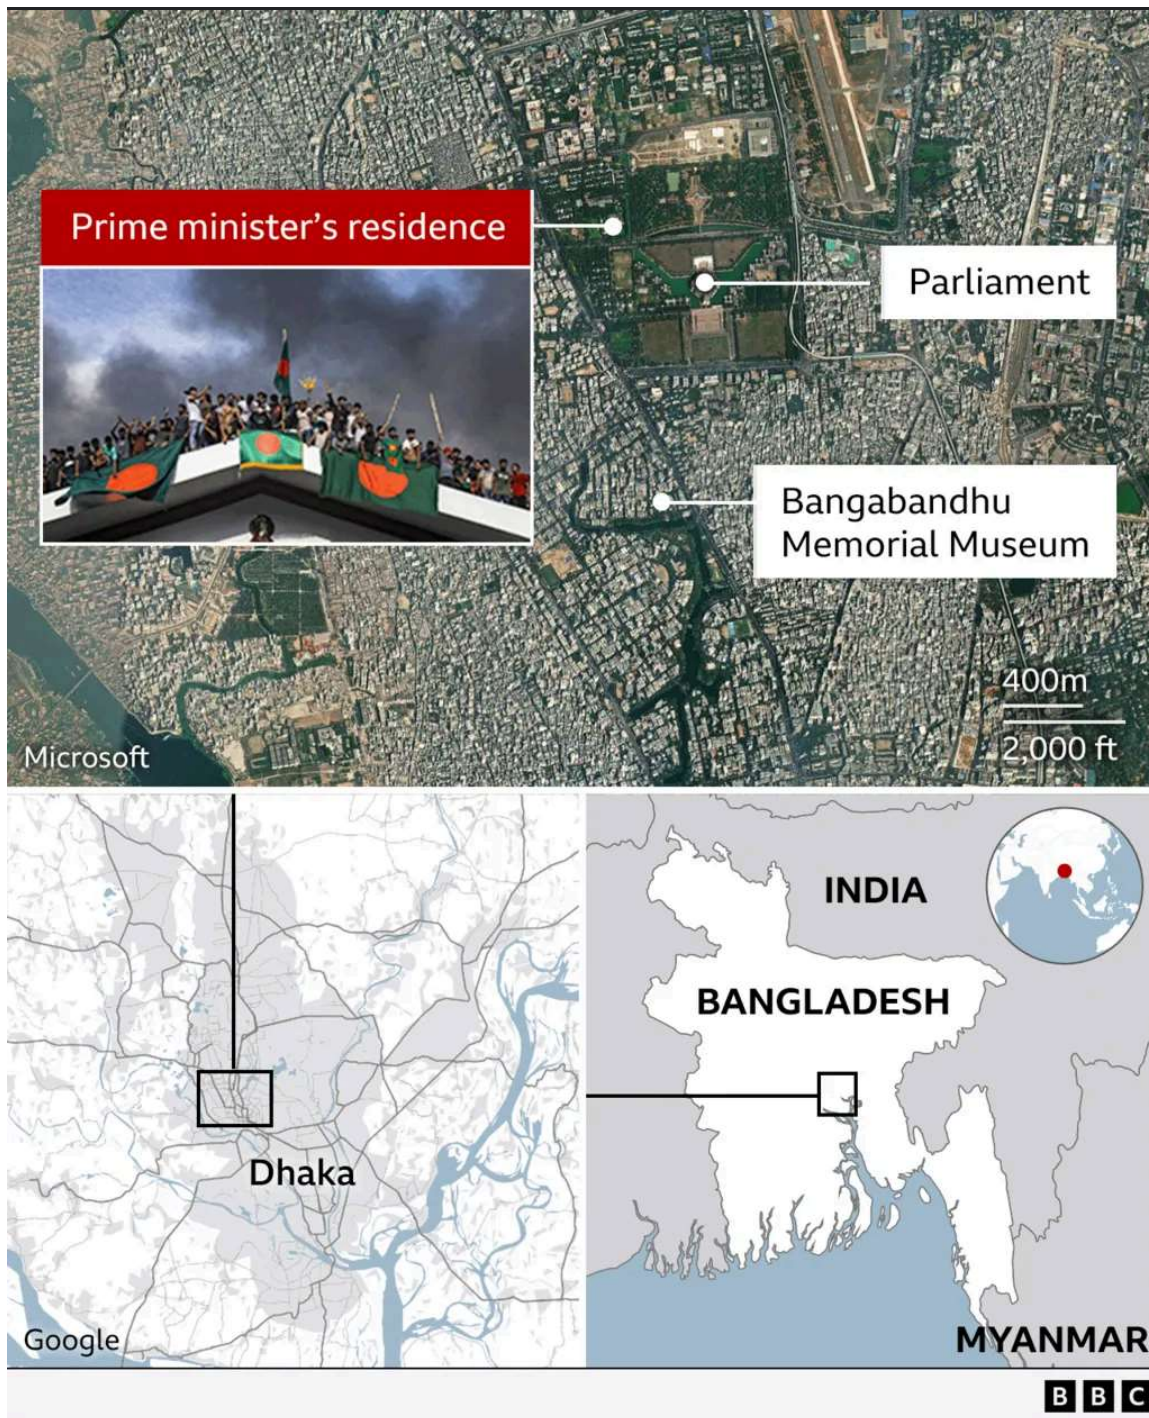 Prime minister's residence
Parliament
Bangabandhu
Memorial Museum
400m
2,000 ft
Microsoft
INDIA
BANGLADESH
Dhaka
Google
MYANMAR
BBC